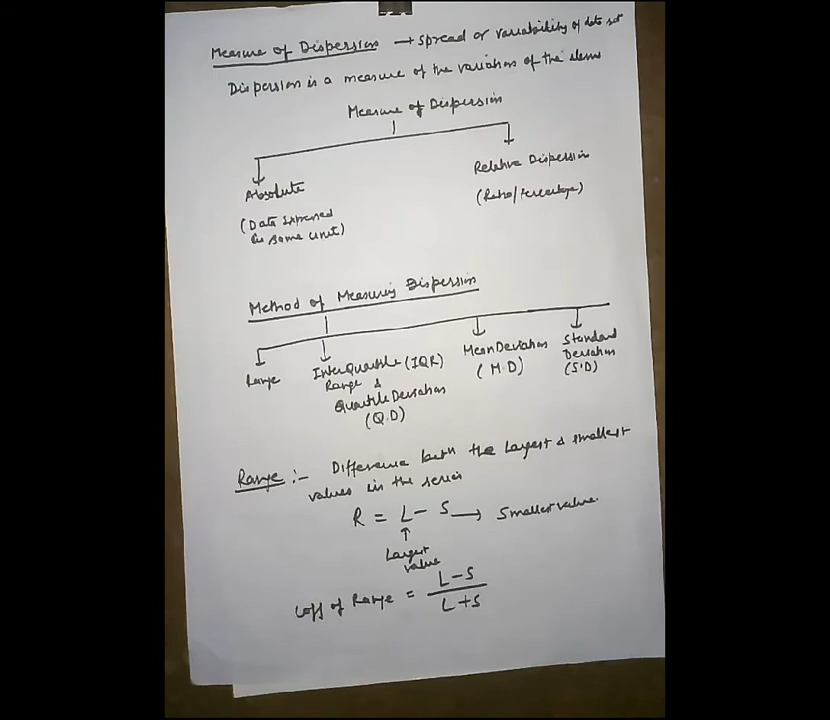 Measure of Dispersion → spread or variability of data set
Dispersion is a measure of the variations of the items
Measure of Dispersion
Absolute
Relative Dispersion
(Data expressed
in same unit)
(Ratio/Percentage)
Method of Measuring Dispersion
Range
InterQuartile (IQR)
Range &
Quartile Deviation
(Q.D)
Mean Deviation
(M.D)
Standard
Deviation
(S.D)
Range :- Difference betn the Largest & smallest
values in the series
R = L - S → Smallest value.
↑
Largest
value
Coff of Range = L-S
L+S